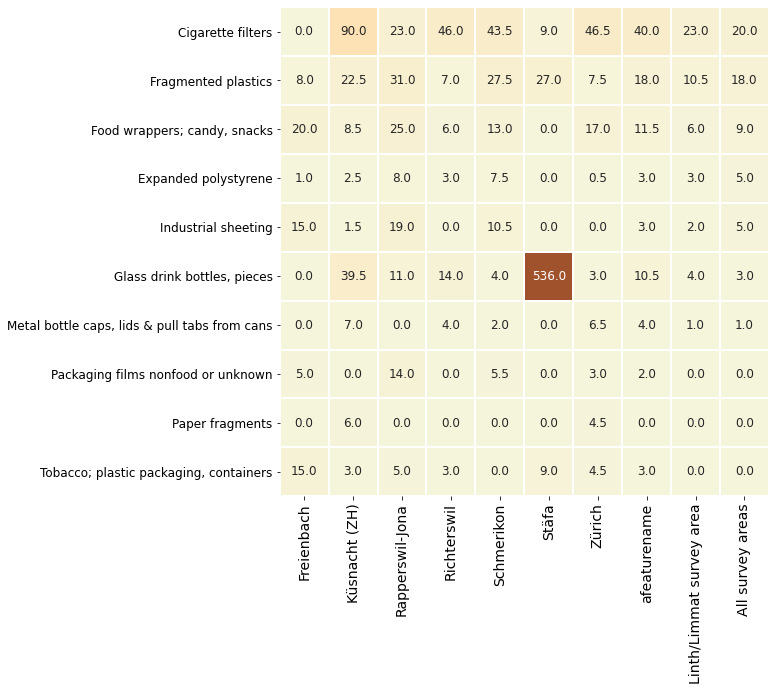 Cigarette filters 0.0 90.0 23.0 46.0 43.5 9.0 46.5 40.0 23.0 20.0
Fragmented plastics 8.0 22.5 31.0 7.0 27.5 27.0 7.5 18.0 10.5 18.0
Food wrappers; candy, snacks 20.0 8.5 25.0 6.0 13.0 0.0 17.0 11.5 6.0 9.0
Expanded polystyrene 1.0 2.5 8.0 3.0 7.5 0.0 0.5 3.0 3.0 5.0
Industrial sheeting 15.0 1.5 19.0 0.0 10.5 0.0 0.0 3.0 2.0 5.0
Glass drink bottles, pieces 0.0 39.5 11.0 14.0 4.0 536.0 3.0 10.5 4.0 3.0
Metal bottle caps, lids & pull tabs from cans 0.0 7.0 0.0 4.0 2.0 0.0 6.5 4.0 1.0 1.0
Packaging films nonfood or unknown 5.0 0.0 14.0 0.0 5.5 0.0 3.0 2.0 0.0 0.0
Paper fragments 0.0 6.0 0.0 0.0 0.0 0.0 4.5 0.0 0.0 0.0
Tobacco; plastic packaging, containers 15.0 3.0 5.0 3.0 0.0 9.0 4.5 3.0 0.0 0.0
Freienbach
Küsnacht (ZH)
Rapperswil-Jona
Richterswil
Schmerikon
Stäfa
Zürich
afeaturename
Linth/Limmat survey area
All survey areas